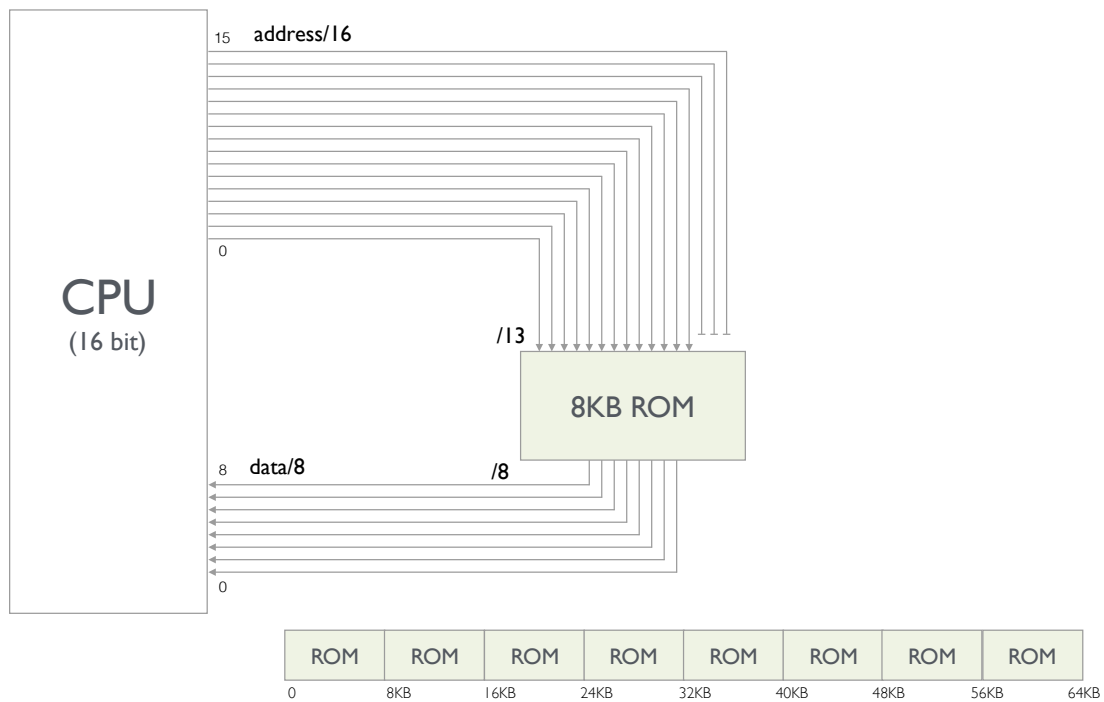 15 address/16
0
CPU
(16 bit)
/13
8KB ROM
8 data/8 /8
0
ROM ROM ROM ROM ROM ROM ROM ROM
0 8KB 16KB 24KB 32KB 40KB 48KB 56KB 64KB